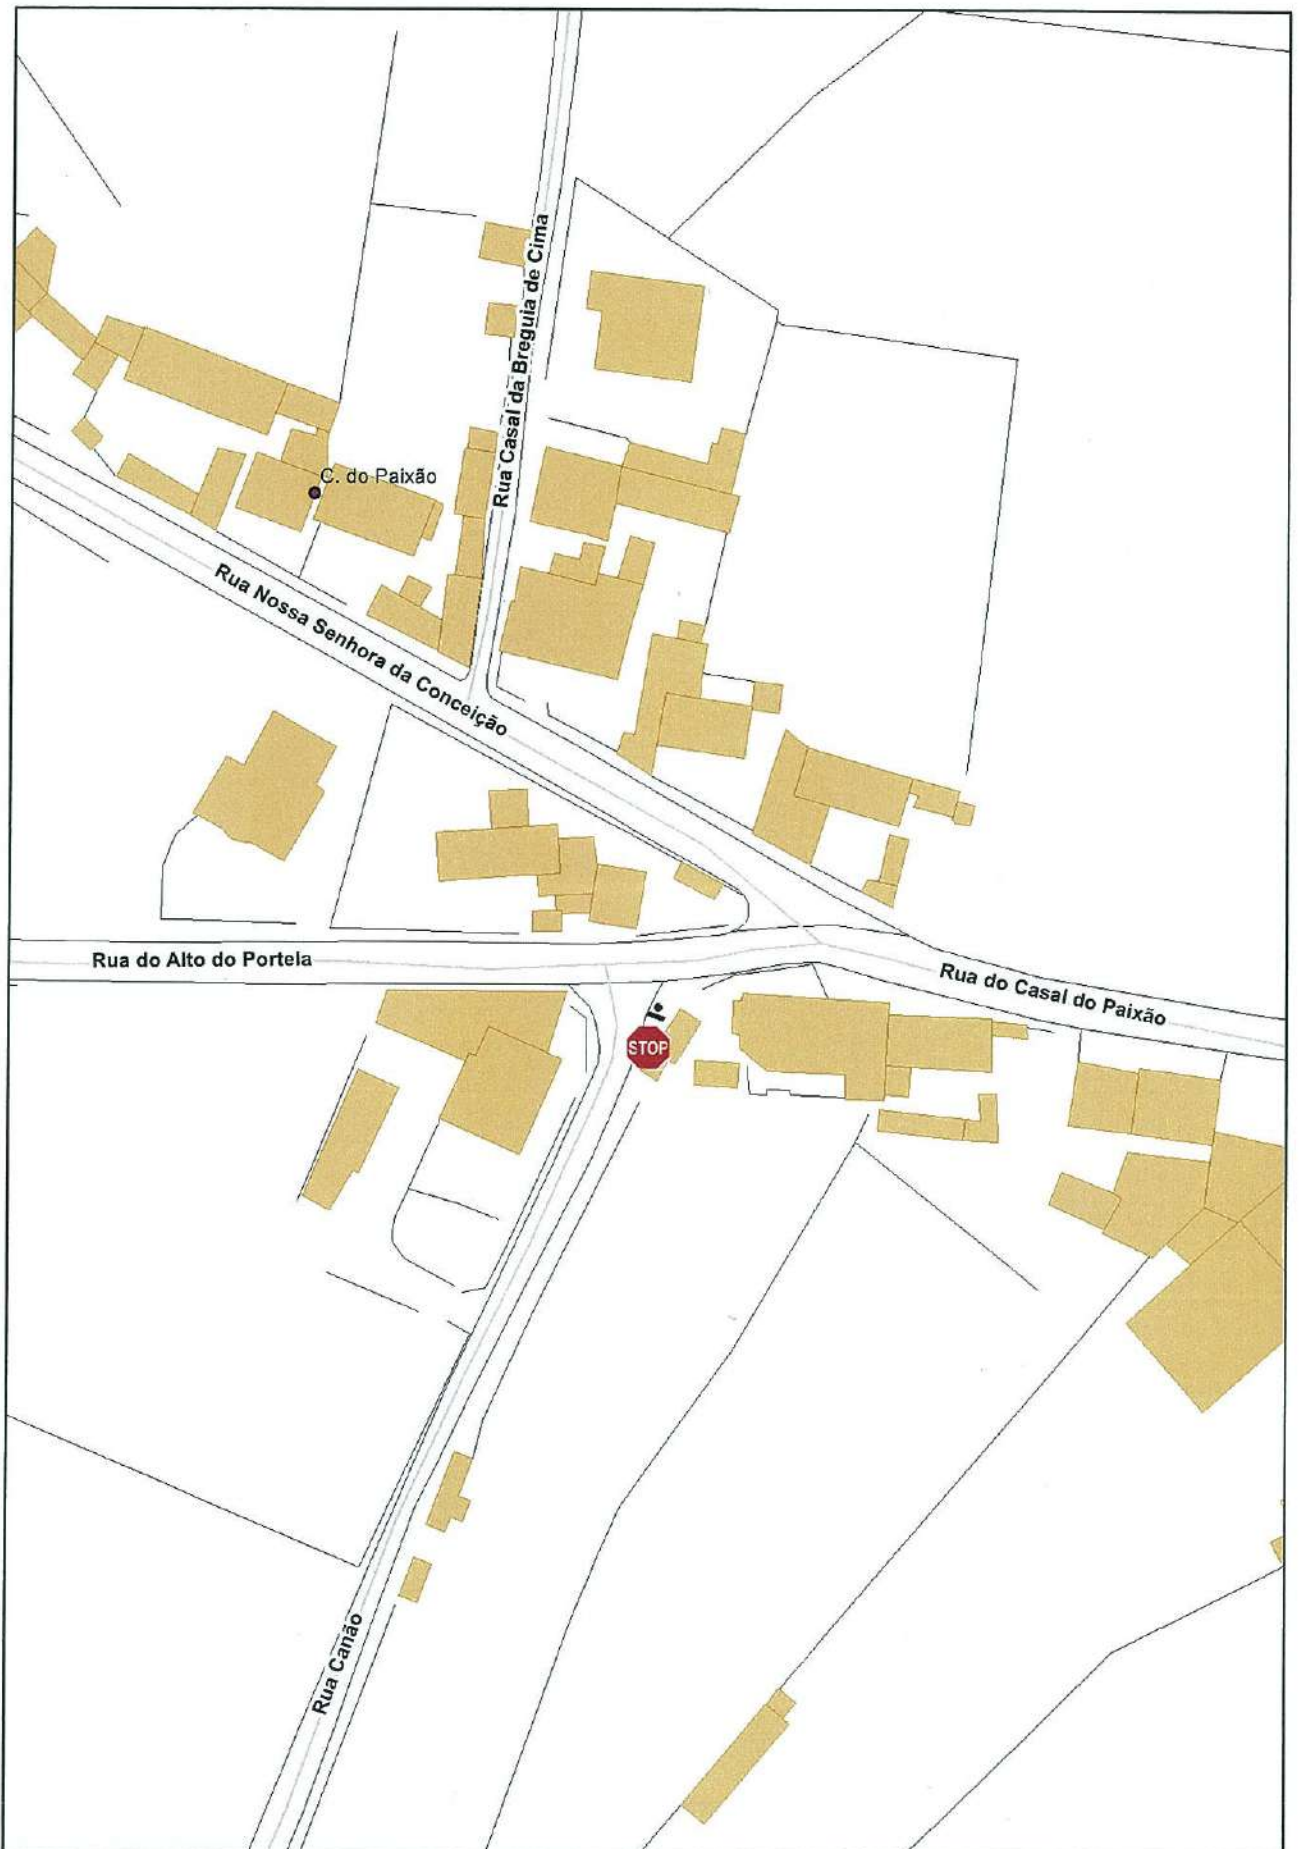 Rua Casal da Breguia de Cima
C. do Paixão
Rua Nossa Senhora da Conceição
Rua do Alto do Portela
Rua do Casal do Paixão
STOP
Rua Canão